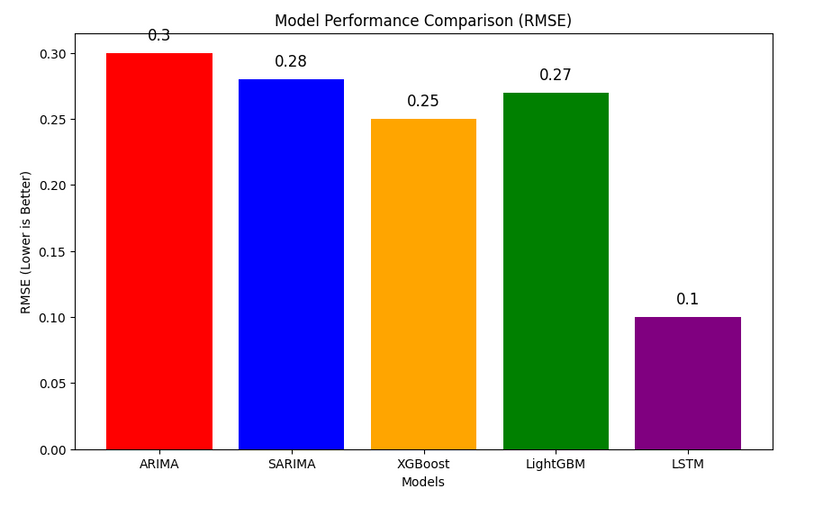 Model Performance Comparison (RMSE)
0.3
0.28
0.25
0.27
0.1
RMSE (Lower is Better)
0.30
0.25
0.20
0.15
0.10
0.05
0.00
ARIMA
SARIMA
XGBoost
LightGBM
LSTM
Models